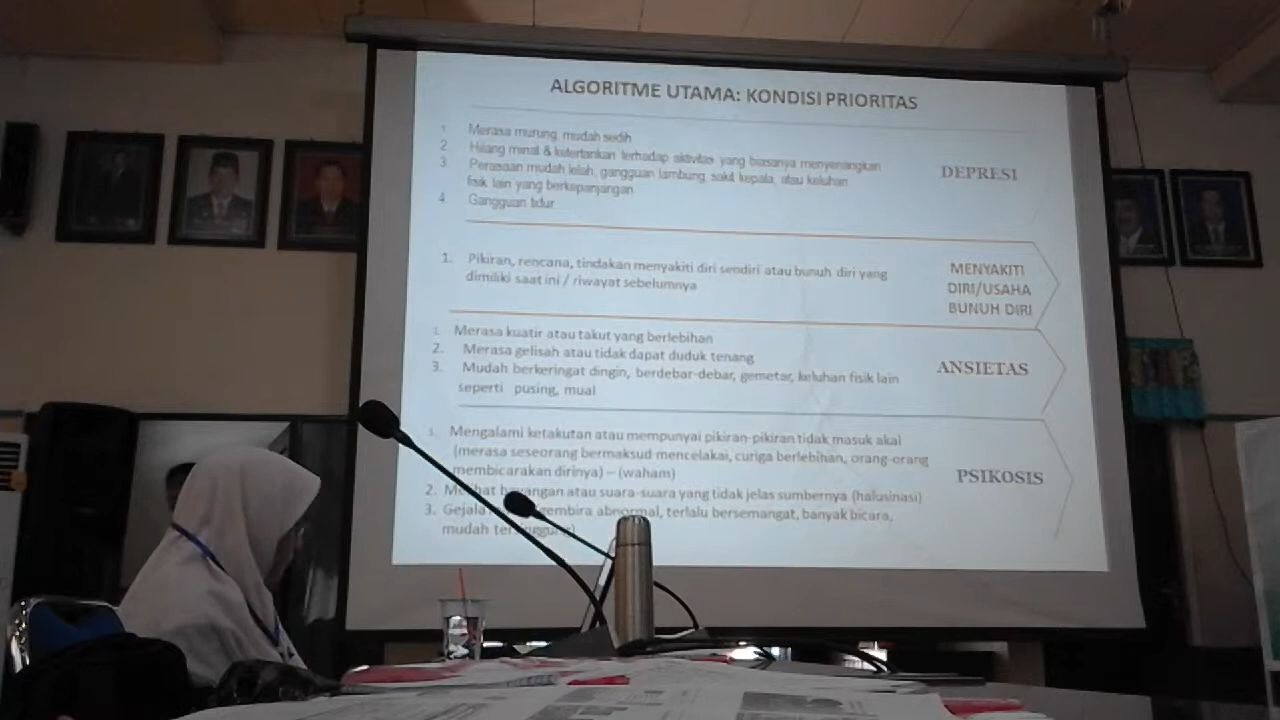 ALGORITME UTAMA: KONDISI PRIORITAS
1. Merasa murung, mudah sedih
2. Hilang minat & ketertarikan terhadap aktivitas yang biasanya menyenangkan
3. Perasaan mudah lelah, gangguan lambung, sakit kepala, atau keluhan
fisik lain yang berkepanjangan
4. Gangguan tidur
DEPRESI
1. Pikiran, rencana, tindakan menyakiti diri sendiri atau bunuh diri yang
dimiliki saat ini / riwayat sebelumnya
MENYAKITI
DIRI/USAHA
BUNUH DIRI
1. Merasa kuatir atau takut yang berlebihan
2. Merasa gelisah atau tidak dapat duduk tenang
3. Mudah berkeringat dingin, berdebar-debar, gemetar, keluhan fisik lain
seperti pusing, mual
ANSIETAS
1. Mengalami ketakutan atau mempunyai pikiran-pikiran tidak masuk akal
(merasa seseorang bermaksud mencelakai, curiga berlebihan, orang-orang
membicarakan dirinya) – (waham)
2. Melihat bayangan atau suara-suara yang tidak jelas sumbernya (halusinasi)
3. Gejala gembira abnormal, terlalu bersemangat, banyak bicara,
mudah tersinggung)
PSIKOSIS